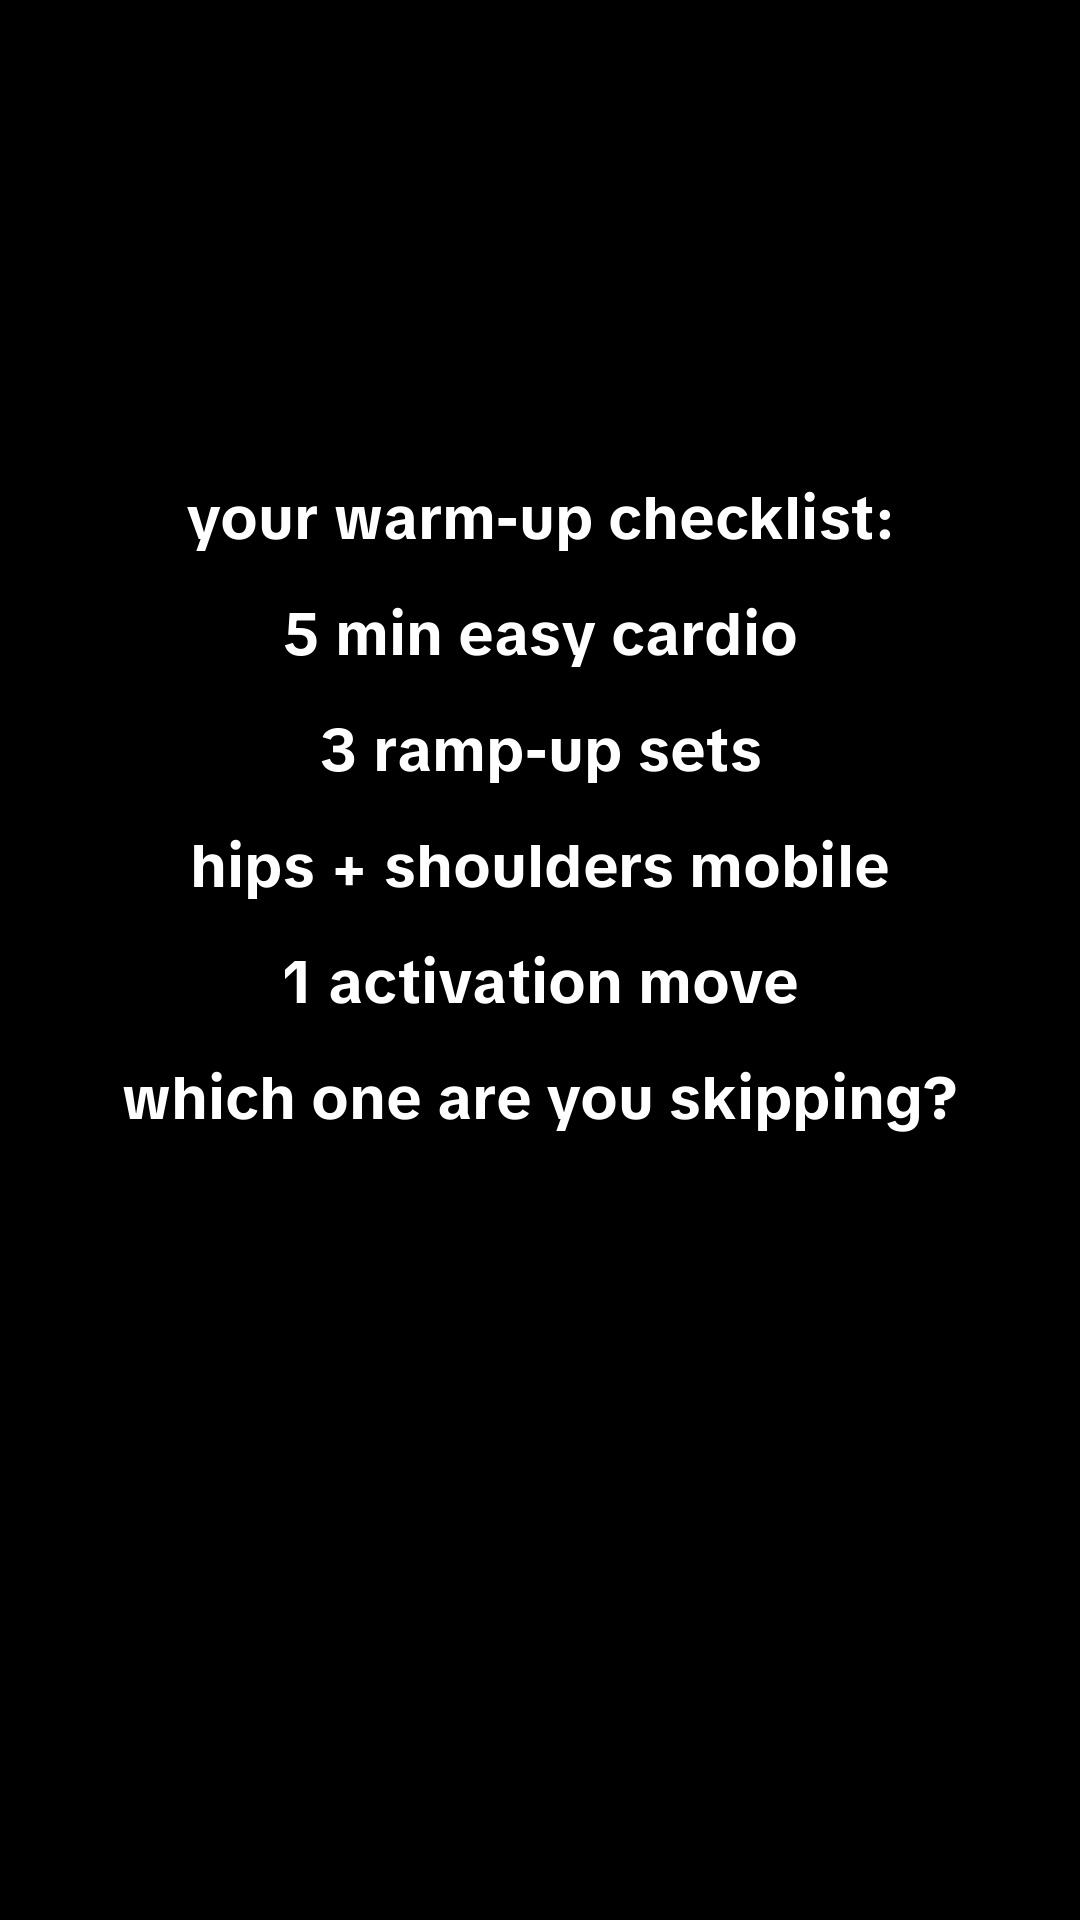 your warm-up checklist:
5 min easy cardio
3 ramp-up sets
hips + shoulders mobile
1 activation move
which one are you skipping?